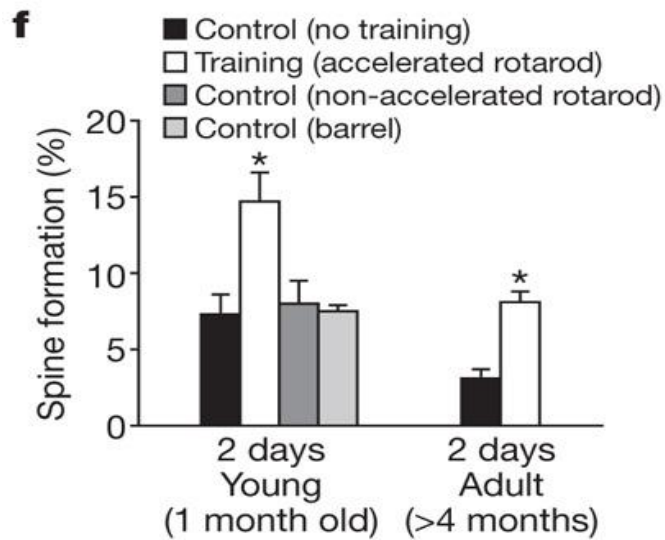 f
Control (no training)
Training (accelerated rotarod)
Control (non-accelerated rotarod)
Control (barrel)
Spine formation (%)
20
15
10
5
0
*
*
2 days
Young
(1 month old)
2 days
Adult
(>4 months)